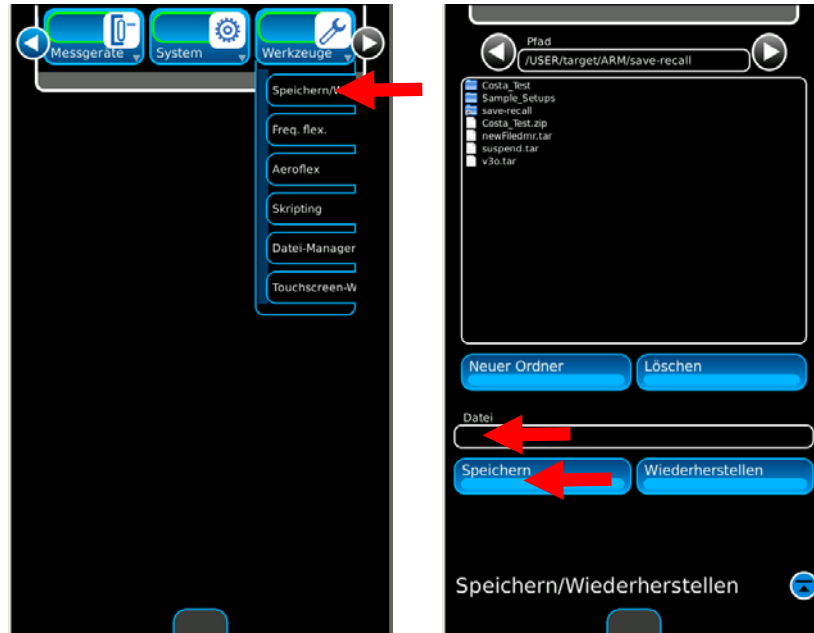 Messgeräte
System
Werkzeuge
Speichern/
Freq. flex.
Aeroflex
Skripting
Datei-Manager
Touchscreen-W
Pfad
/USER/target/ARM/save-recall
Costa_Test
Sample_Setups
save-recall
Costa_Test.zip
newFiledmr.tar
suspend.tar
v3o.tar
Neuer Ordner
Löschen
Datei
Speichern
Wiederherstellen
Speichern/Wiederherstellen